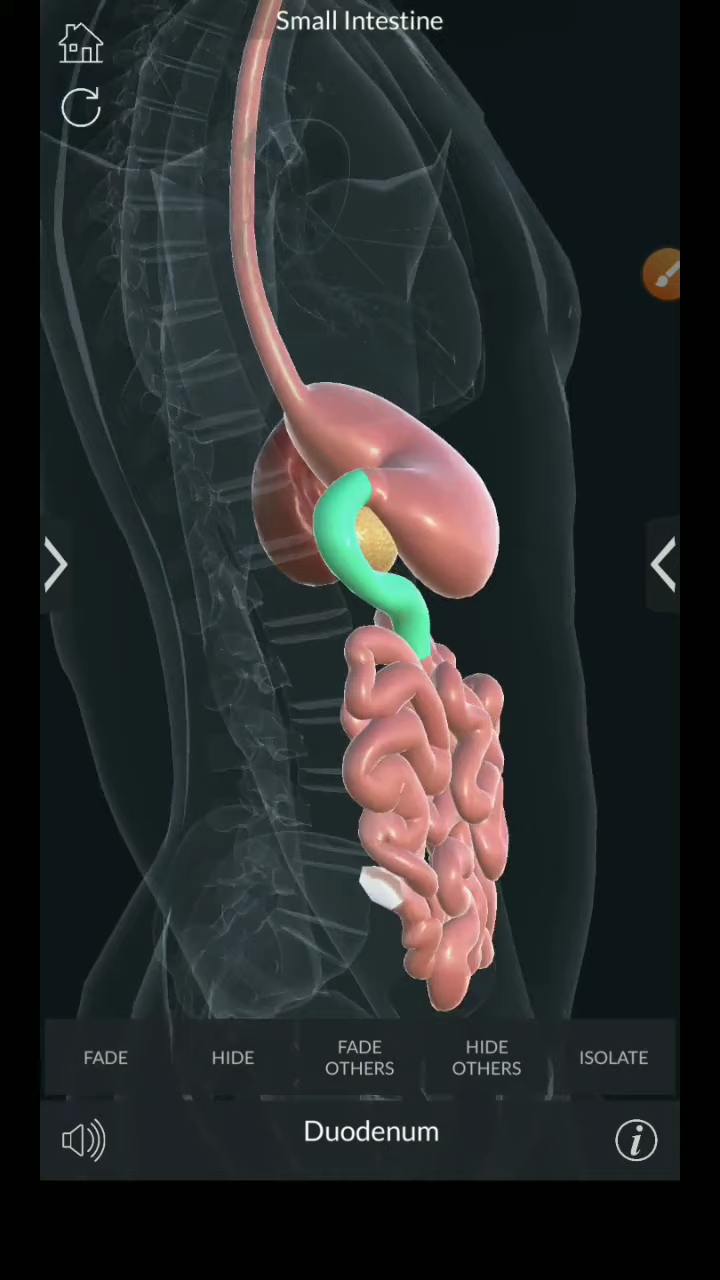 Small Intestine
FADE
HIDE
FADE
OTHERS
HIDE
OTHERS
ISOLATE
Duodenum
i